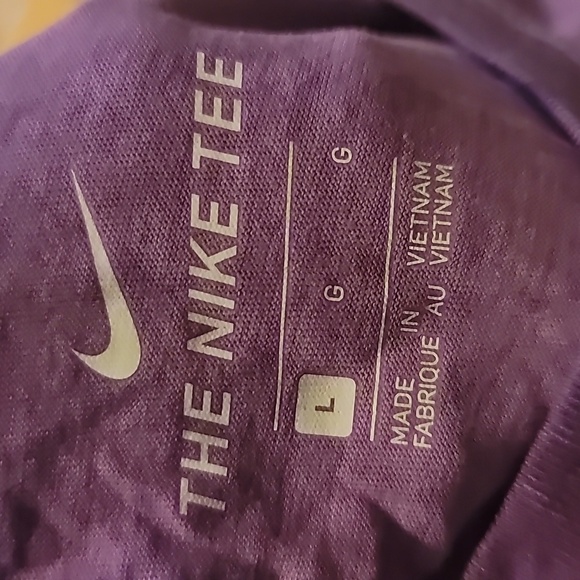 THE NIKE TEE
L G G
MADE IN VIETNAM
FABRIQUE AU VIETNAM